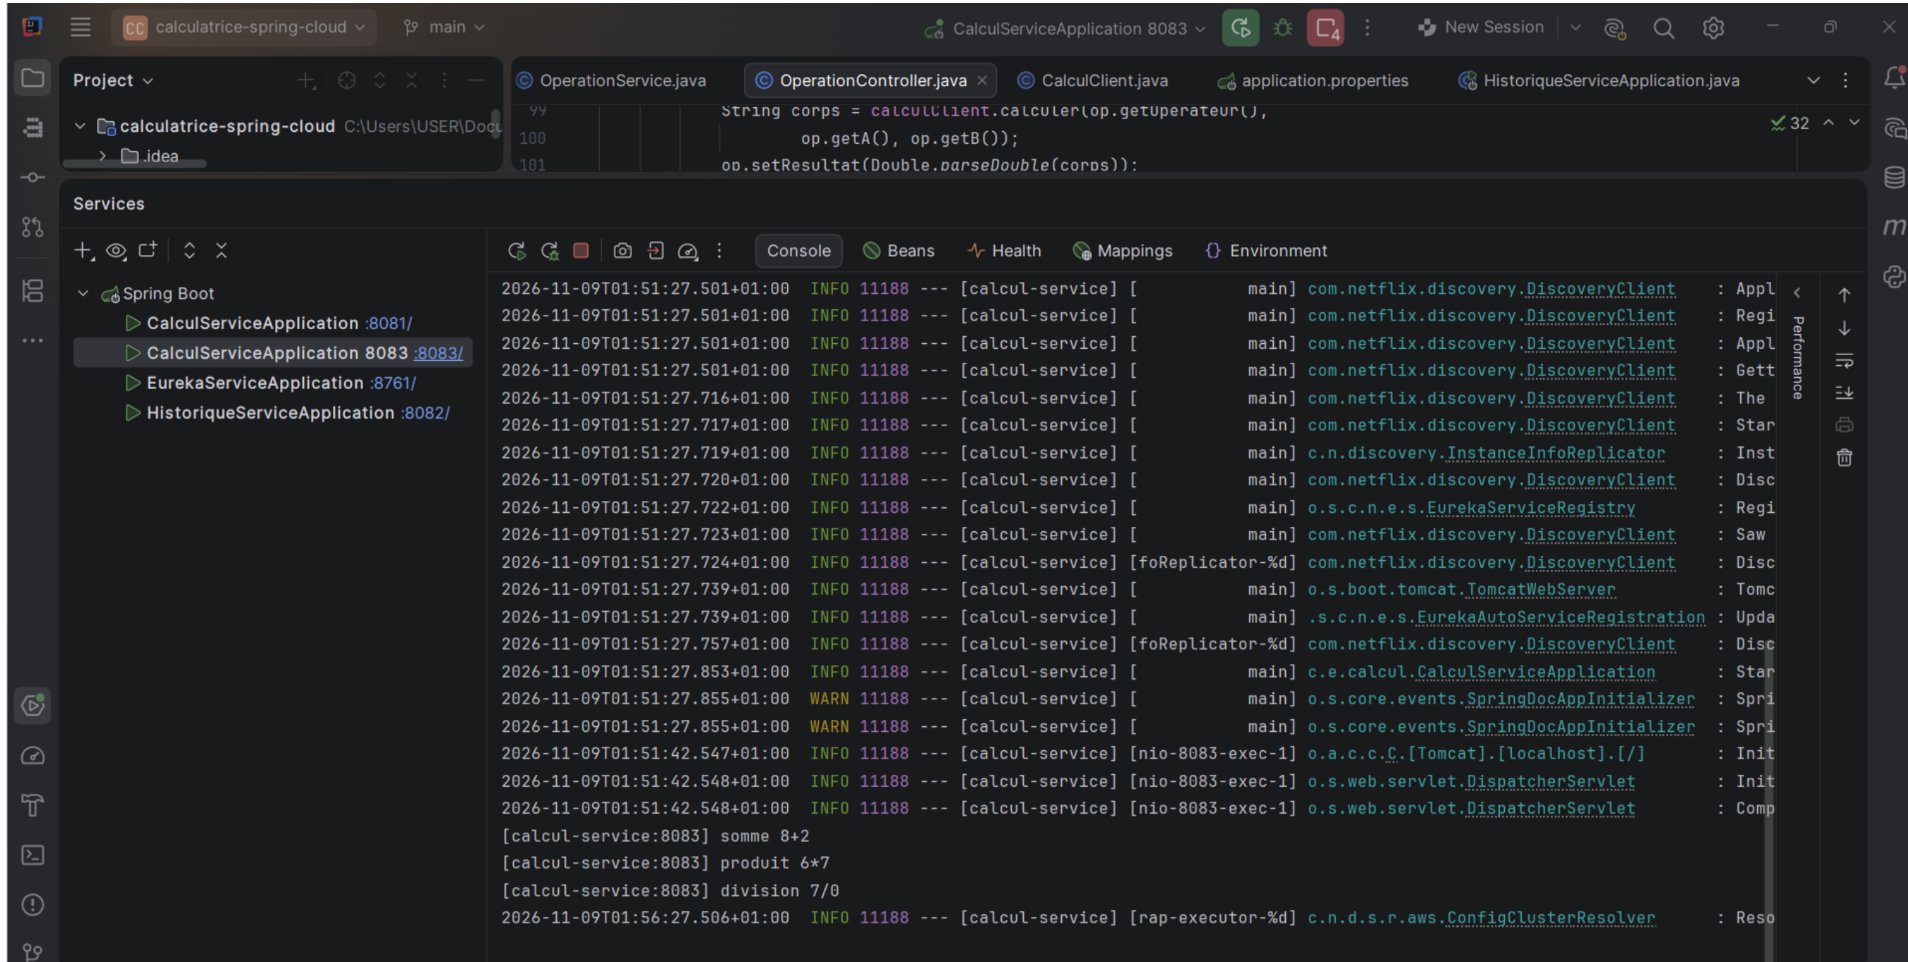 CC calculatrice-spring-cloud main CalculServiceApplication 8083 4 New Session
Project OperationService.java OperationController.java CalculClient.java application.properties HistoriqueServiceApplication.java
calculatrice-spring-cloud C:\Users\USER\Docu
.idea
99 String corps = calculClient.calculer(op.getOperateur(),
100 op.getA(), op.getB());
101 op.setResultat(Double.parseDouble(corps));
32
Services
Console Beans Health Mappings Environment
Spring Boot
CalculServiceApplication :8081/
CalculServiceApplication 8083 :8083/
EurekaServiceApplication :8761/
HistoriqueServiceApplication :8082/
2026-11-09T01:51:27.501+01:00 INFO 11188 --- [calcul-service] [ main] com.netflix.discovery.DiscoveryClient : Appl
2026-11-09T01:51:27.501+01:00 INFO 11188 --- [calcul-service] [ main] com.netflix.discovery.DiscoveryClient : Regi
2026-11-09T01:51:27.501+01:00 INFO 11188 --- [calcul-service] [ main] com.netflix.discovery.DiscoveryClient : Appl
2026-11-09T01:51:27.501+01:00 INFO 11188 --- [calcul-service] [ main] com.netflix.discovery.DiscoveryClient : Gett
2026-11-09T01:51:27.716+01:00 INFO 11188 --- [calcul-service] [ main] com.netflix.discovery.DiscoveryClient : The
2026-11-09T01:51:27.717+01:00 INFO 11188 --- [calcul-service] [ main] com.netflix.discovery.DiscoveryClient : Star
2026-11-09T01:51:27.719+01:00 INFO 11188 --- [calcul-service] [ main] c.n.discovery.InstanceInfoReplicator : Inst
2026-11-09T01:51:27.720+01:00 INFO 11188 --- [calcul-service] [ main] com.netflix.discovery.DiscoveryClient : Disc
2026-11-09T01:51:27.722+01:00 INFO 11188 --- [calcul-service] [ main] o.s.c.n.e.s.EurekaServiceRegistry : Regi
2026-11-09T01:51:27.723+01:00 INFO 11188 --- [calcul-service] [ main] com.netflix.discovery.DiscoveryClient : Saw
2026-11-09T01:51:27.724+01:00 INFO 11188 --- [calcul-service] [foReplicator-%d] com.netflix.discovery.DiscoveryClient : Disc
2026-11-09T01:51:27.739+01:00 INFO 11188 --- [calcul-service] [ main] o.s.boot.tomcat.TomcatWebServer : Tomc
2026-11-09T01:51:27.739+01:00 INFO 11188 --- [calcul-service] [ main] .s.c.n.e.s.EurekaAutoServiceRegistration : Upda
2026-11-09T01:51:27.757+01:00 INFO 11188 --- [calcul-service] [foReplicator-%d] com.netflix.discovery.DiscoveryClient : Disc
2026-11-09T01:51:27.853+01:00 INFO 11188 --- [calcul-service] [ main] c.e.calcul.CalculServiceApplication : Star
2026-11-09T01:51:27.855+01:00 WARN 11188 --- [calcul-service] [ main] o.s.core.events.SpringDocAppInitializer : Spri
2026-11-09T01:51:27.855+01:00 WARN 11188 --- [calcul-service] [ main] o.s.core.events.SpringDocAppInitializer : Spri
2026-11-09T01:51:42.547+01:00 INFO 11188 --- [calcul-service] [nio-8083-exec-1] o.a.c.c.C.[Tomcat].[localhost].[/] : Init
2026-11-09T01:51:42.548+01:00 INFO 11188 --- [calcul-service] [nio-8083-exec-1] o.s.web.servlet.DispatcherServlet : Init
2026-11-09T01:51:42.548+01:00 INFO 11188 --- [calcul-service] [nio-8083-exec-1] o.s.web.servlet.DispatcherServlet : Comp
[calcul-service:8083] somme 8+2
[calcul-service:8083] produit 6*7
[calcul-service:8083] division 7/0
2026-11-09T01:56:27.506+01:00 INFO 11188 --- [calcul-service] [rap-executor-%d] c.n.d.s.r.aws.ConfigClusterResolver : Reso
Performance